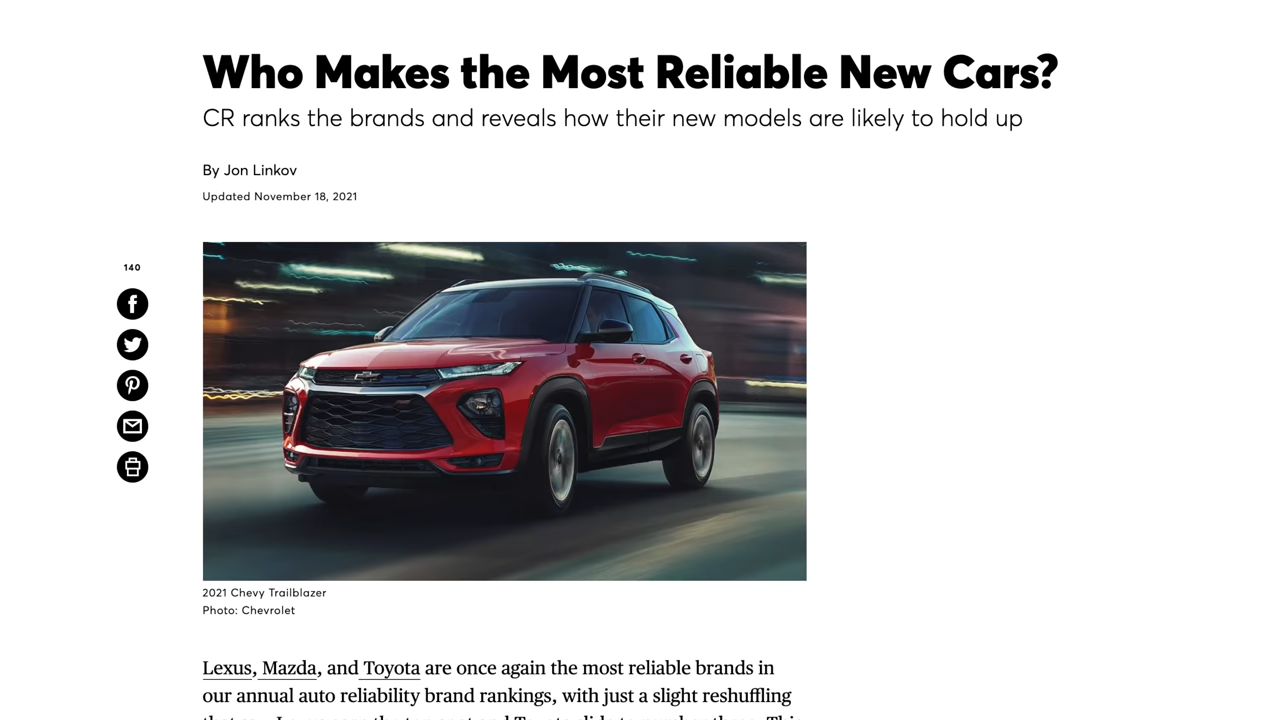 Who Makes the Most Reliable New Cars?
CR ranks the brands and reveals how their new models are likely to hold up
By Jon Linkov
Updated November 18, 2021
140
2021 Chevy Trailblazer
Photo: Chevrolet
Lexus, Mazda, and Toyota are once again the most reliable brands in
our annual auto reliability brand rankings, with just a slight reshuffling